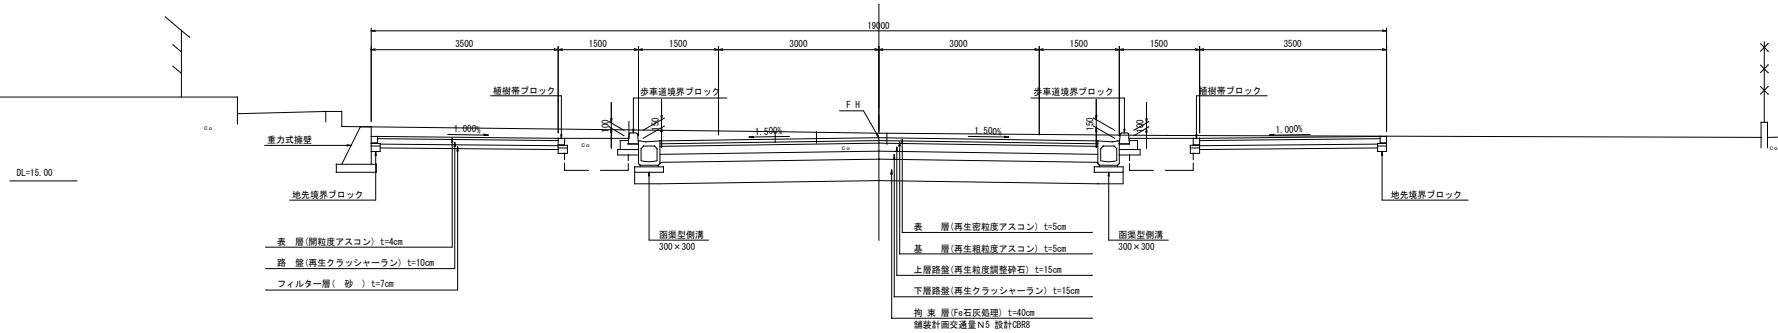 19000
3500 1500 1500 3000 3000 1500 1500 3500
植樹帯ブロック 歩車道境界ブロック 歩車道境界ブロック 植樹帯ブロック
FH
100 150 150 100
1.000% 1.500% 1.500% 1.000%
Co Co Co Co
重力式擁壁
DL=15.00
地先境界ブロック 地先境界ブロック
函渠型側溝
300×300
函渠型側溝
300×300
表 層(開粒度アスコン) t=4cm
路 盤(再生クラッシャーラン) t=10cm
フィルター層( 砂 ) t=7cm
表 層(再生密粒度アスコン) t=5cm
基 層(再生粗粒度アスコン) t=5cm
上層路盤(再生粒度調整砕石) t=15cm
下層路盤(再生クラッシャーラン) t=15cm
拘 束 層(Fe石灰処理) t=40cm
舗装計画交通量N5 設計CBR8